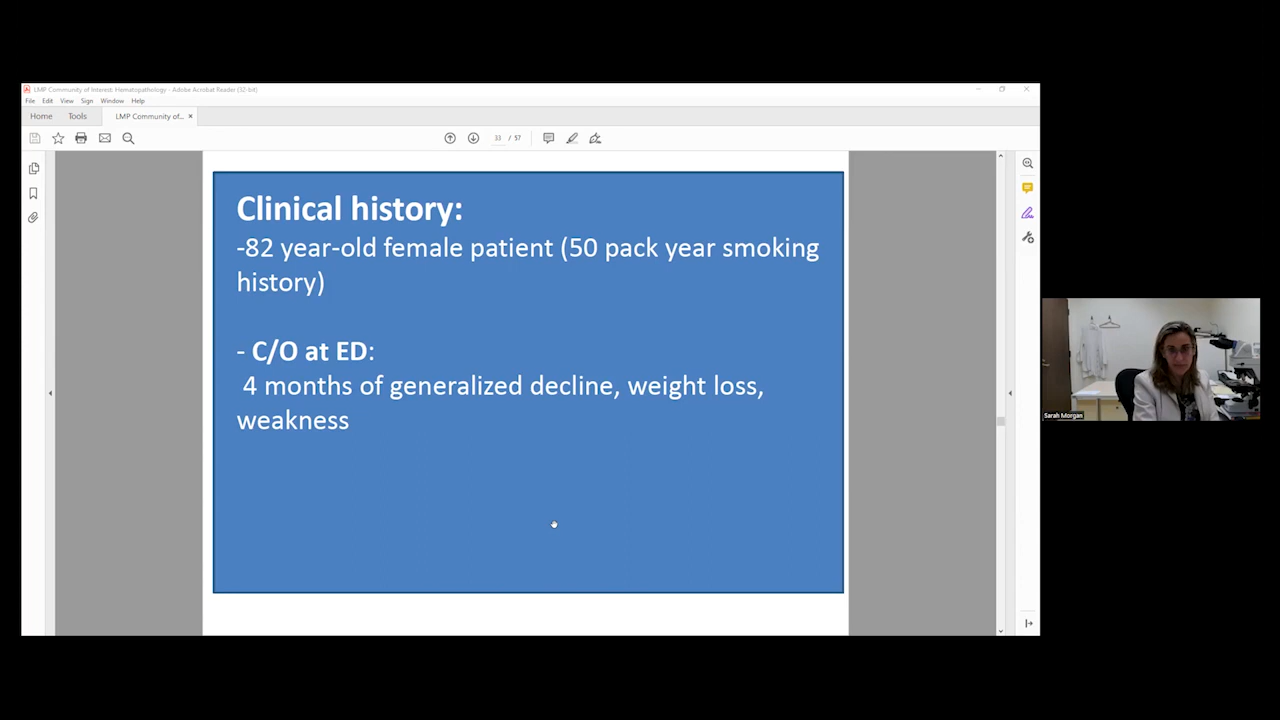 LMP Community of Interest: Hematopathology - Adobe Acrobat Reader (32-bit)
File Edit View Sign Window Help
Home Tools LMP Community of... ×
33 / 57
Clinical history:
-82 year-old female patient (50 pack year smoking
history)
- C/O at ED:
4 months of generalized decline, weight loss,
weakness
Sarah Morgan